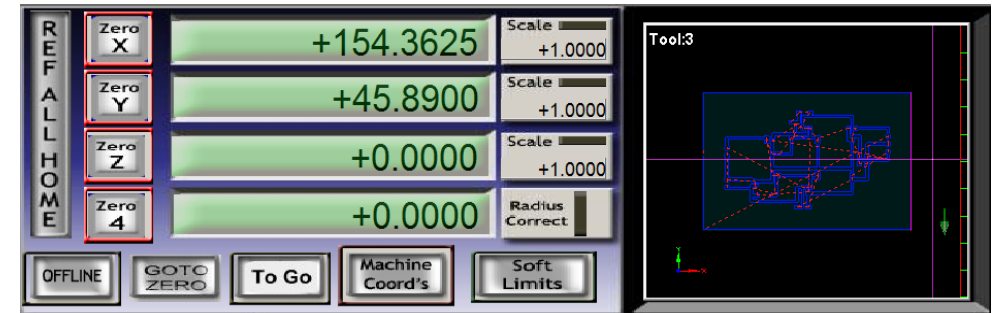 REF ALL HOME
Zero X
+154.3625
Scale
+1.0000
Zero Y
+45.8900
Scale
+1.0000
Zero Z
+0.0000
Scale
+1.0000
Zero 4
+0.0000
Radius
Correct
OFFLINE
GOTO
ZERO
To Go
Machine
Coord's
Soft
Limits
Tool:3
Y
X